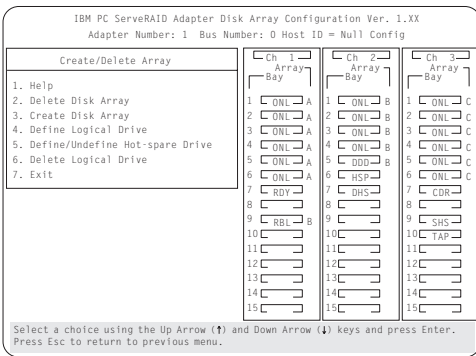 IBM PC ServeRAID Adapter Disk Array Configuration Ver. 1.XX
Adapter Number: 1 Bus Number: 0 Host ID = Null Config
Create/Delete Array
1. Help
2. Delete Disk Array
3. Create Disk Array
4. Define Logical Drive
5. Define/Undefine Hot-spare Drive
6. Delete Logical Drive
7. Exit
Ch 1
Array
Bay
1 ONL A
2 ONL A
3 ONL A
4 ONL A
5 ONL A
6 ONL A
7 RDY
8
9 RBL B
10
11
12
13
14
15
Ch 2
Array
Bay
1 ONL B
2 ONL B
3 ONL B
4 ONL B
5 DDD B
6 HSP
7 DHS
8
9
10
11
12
13
14
15
Ch 3
Array
Bay
1 ONL C
2 ONL C
3 ONL C
4 ONL C
5 ONL C
6 ONL C
7 CDR
8
9 SHS
10 TAP
11
12
13
14
15
Select a choice using the Up Arrow (↑) and Down Arrow (↓) keys and press Enter.
Press Esc to return to previous menu.